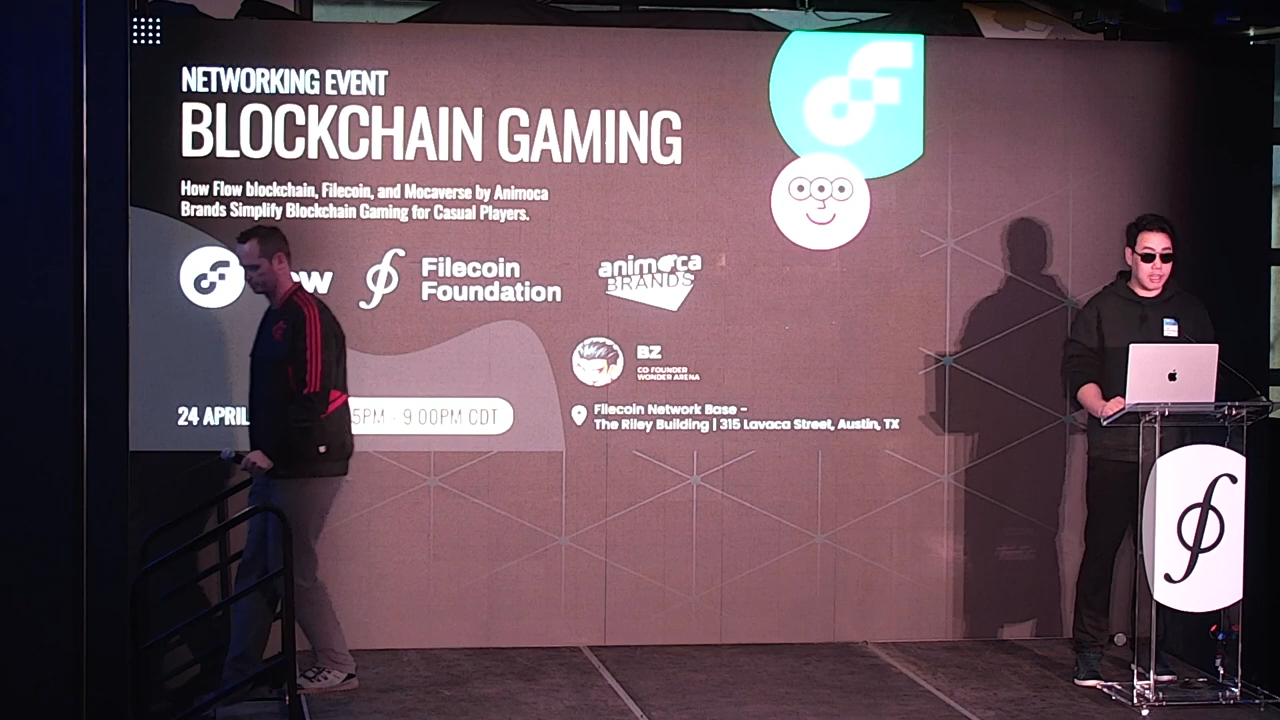 NETWORKING EVENT
BLOCKCHAIN GAMING
How Flow blockchain, Filecoin, and Mocaverse by Animoca
Brands Simplify Blockchain Gaming for Casual Players.
Filecoin
Foundation
animoca
BRANDS
BZ
CO FOUNDER
WONDER ARENA
24 APRIL
5PM - 9:00PM CDT
Filecoin Network Base -
The Riley Building | 315 Lavaca Street, Austin, TX